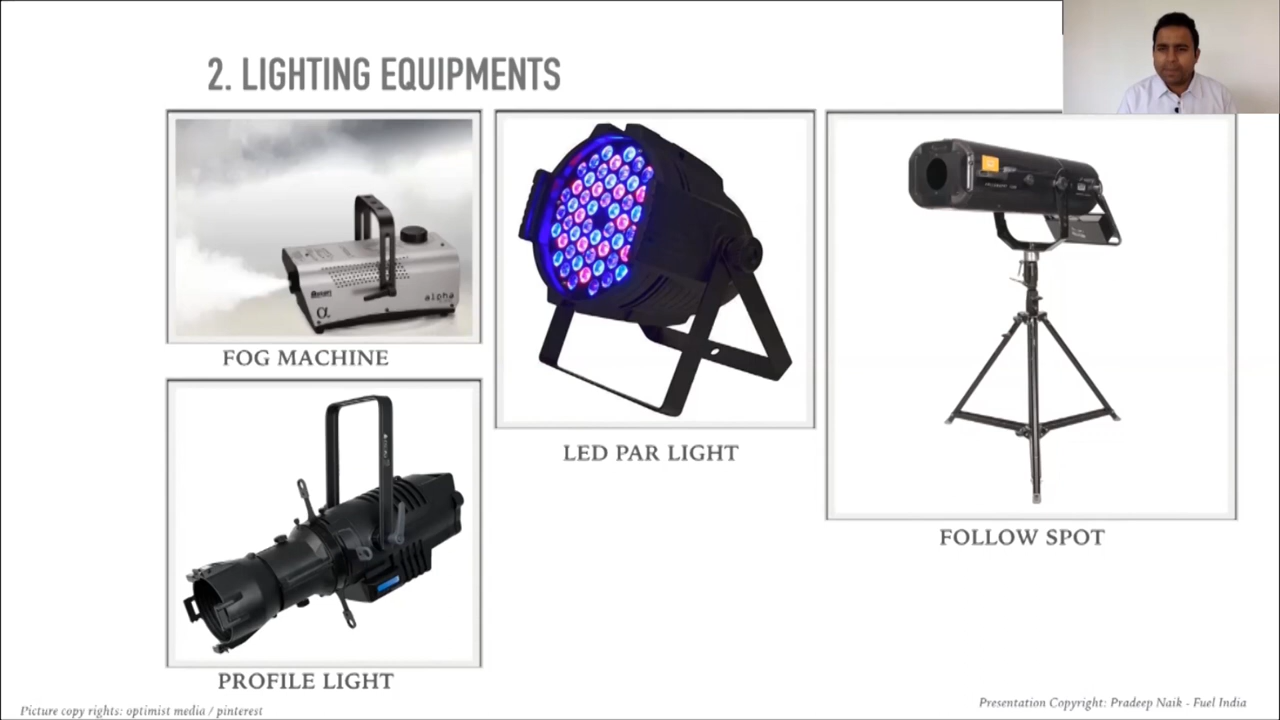 2. LIGHTING EQUIPMENTS
alpha
α
FOG MACHINE
LED PAR LIGHT
FOLLOW SPOT
PROFILE LIGHT
Picture copy rights: optimist media / pinterest
Presentation Copyright: Pradeep Naik - Fuel India